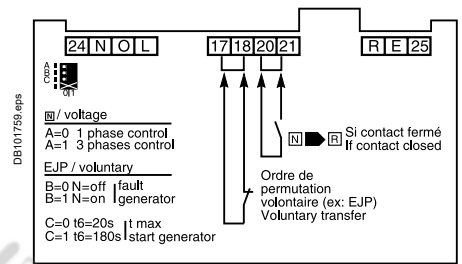 24 N O L 17 18 20 21 R E 25
A
B
C
0 1
N / voltage
A=0 1 phase control
A=1 3 phases control
EJP / voluntary
B=0 N=off fault
B=1 N=on generator
C=0 t6=20s t max
C=1 t6=180s start generator
N R Si contact fermé
If contact closed
Ordre de
permutation
volontaire (ex: EJP)
Voluntary transfer
DB101759.eps